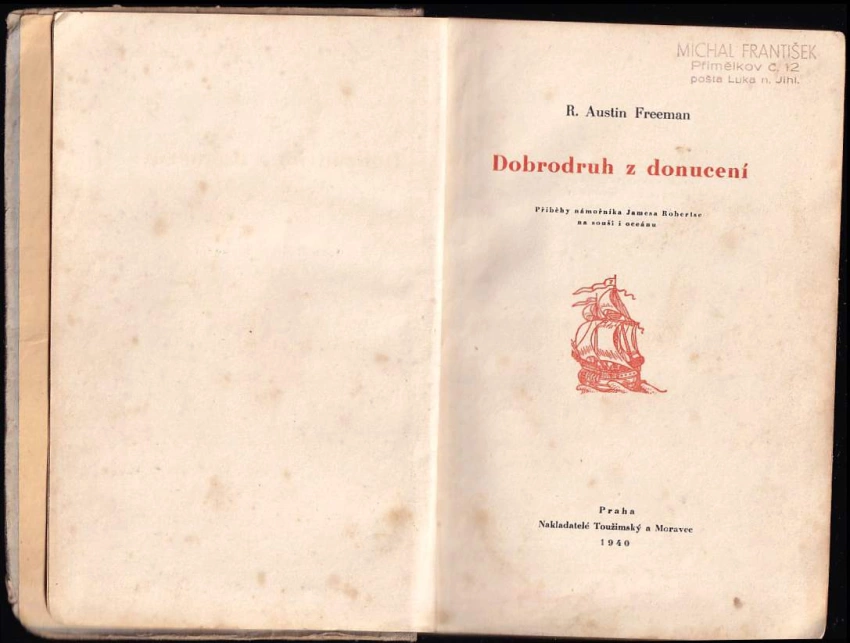 MICHAL FRANTIŠEK
Přímělkov č. 12
pošta Luka n. Jihl.
R. Austin Freeman
Dobrodruh z donucení
Příběhy námořníka Jamesa Robertse
na souši i oceánu
Praha
Nakladatelé Toužimský a Moravec
1940